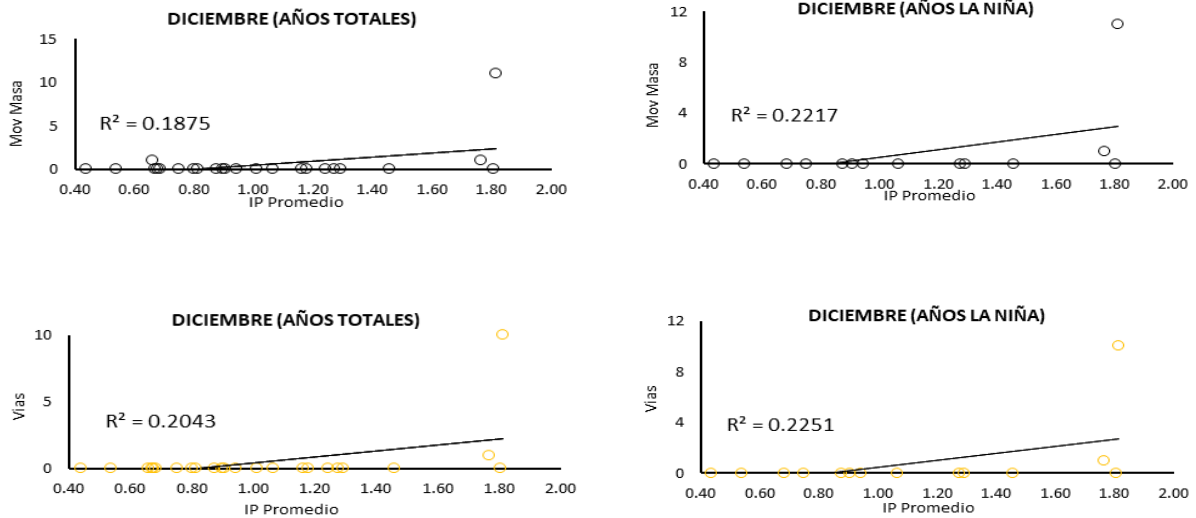 DICIEMBRE (AÑOS TOTALES)
15
10
5
0
Mov Masa
R² = 0.1875
0.40 0.60 0.80 1.00 1.20 1.40 1.60 1.80 2.00
IP Promedio
DICIEMBRE (AÑOS LA NIÑA)
12
8
4
0
Mov Masa
R² = 0.2217
0.40 0.60 0.80 1.00 1.20 1.40 1.60 1.80 2.00
IP Promedio
DICIEMBRE (AÑOS TOTALES)
10
5
0
Vias
R² = 0.2043
0.40 0.60 0.80 1.00 1.20 1.40 1.60 1.80 2.00
IP Promedio
DICIEMBRE (AÑOS LA NIÑA)
12
8
4
0
Vias
R² = 0.2251
0.40 0.60 0.80 1.00 1.20 1.40 1.60 1.80 2.00
IP Promedio